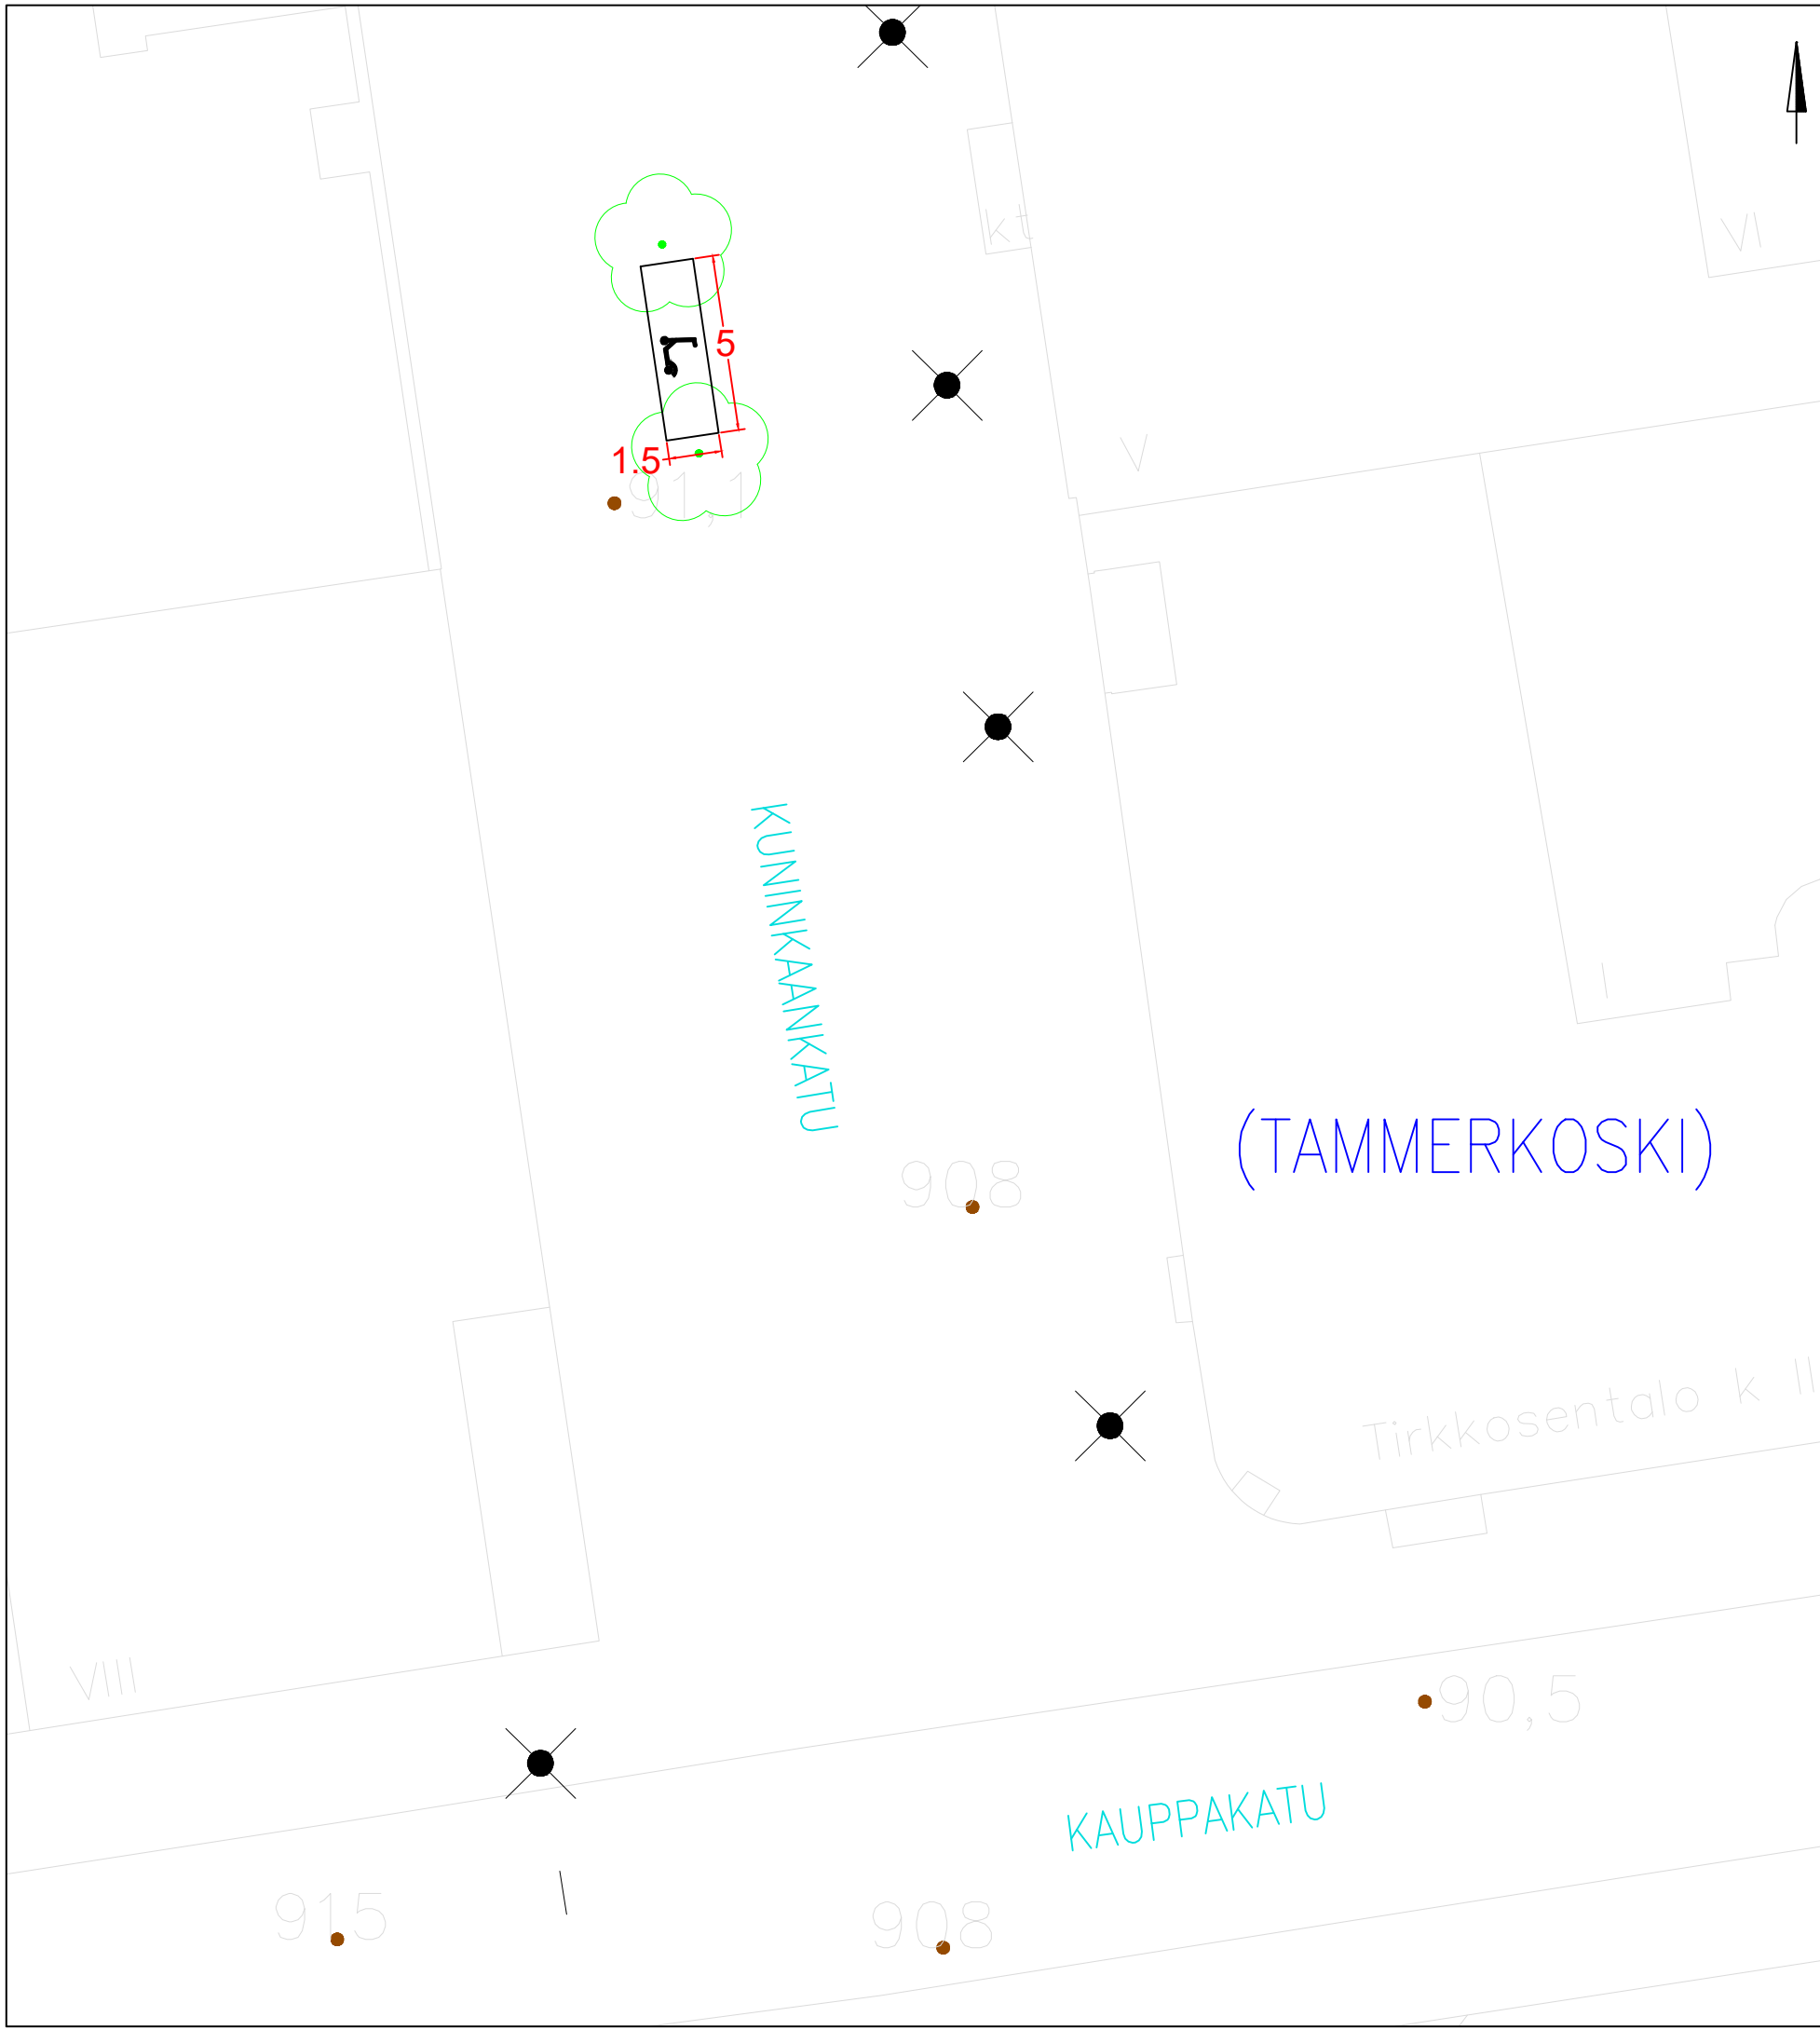 kt
VI
5
V
1.5
91,1
KUNINKAANKATU
I
(TAMMERKOSKI)
908
Tirkkosentalo k II
VIII
90,5
KAUPPAKATU
915
908